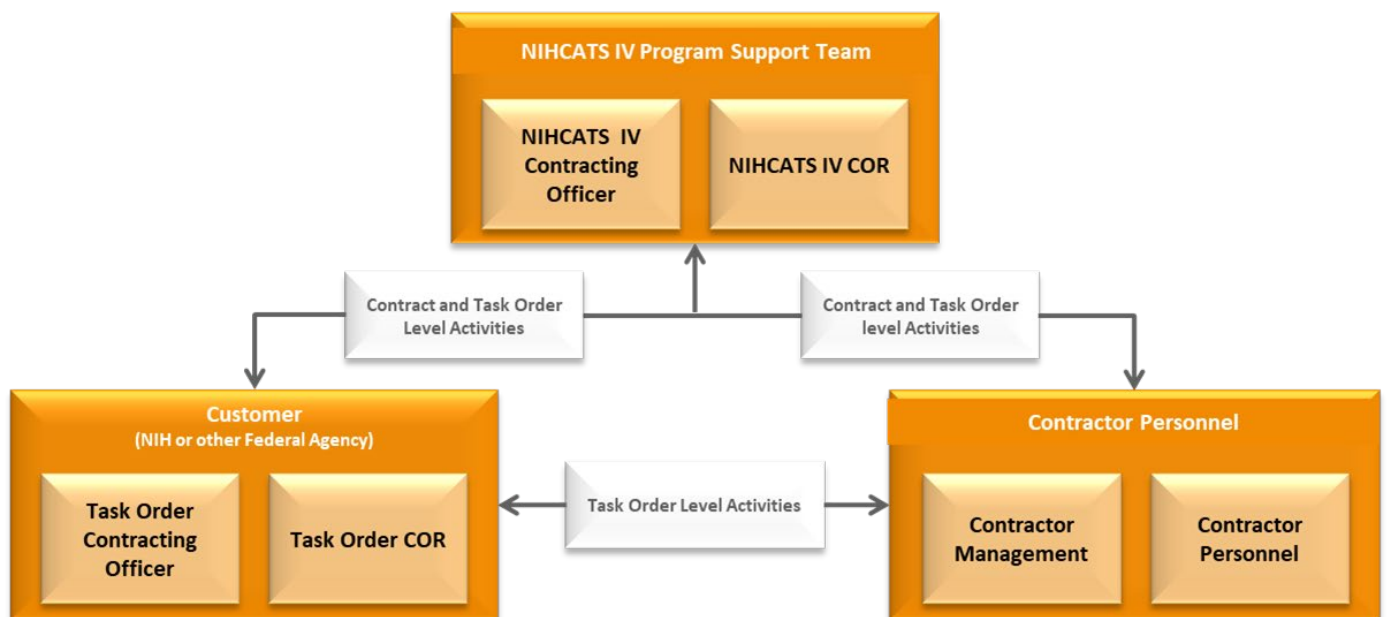 NIHCATS IV Program Support Team
NIHCATS IV
Contracting
Officer
NIHCATS IV COR
Contract and Task Order
Level Activities
Contract and Task Order
level Activities
Customer
(NIH or other Federal Agency)
Task Order
Contracting
Officer
Task Order COR
Task Order Level Activities
Contractor Personnel
Contractor
Management
Contractor
Personnel